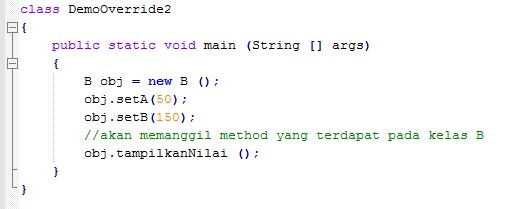 class DemoOverride2
{
public static void main (String [] args)
{
B obj = new B ();
obj.setA(50);
obj.setB(150);
//akan memanggil method yang terdapat pada kelas B
obj.tampilkanNilai ();
}
}